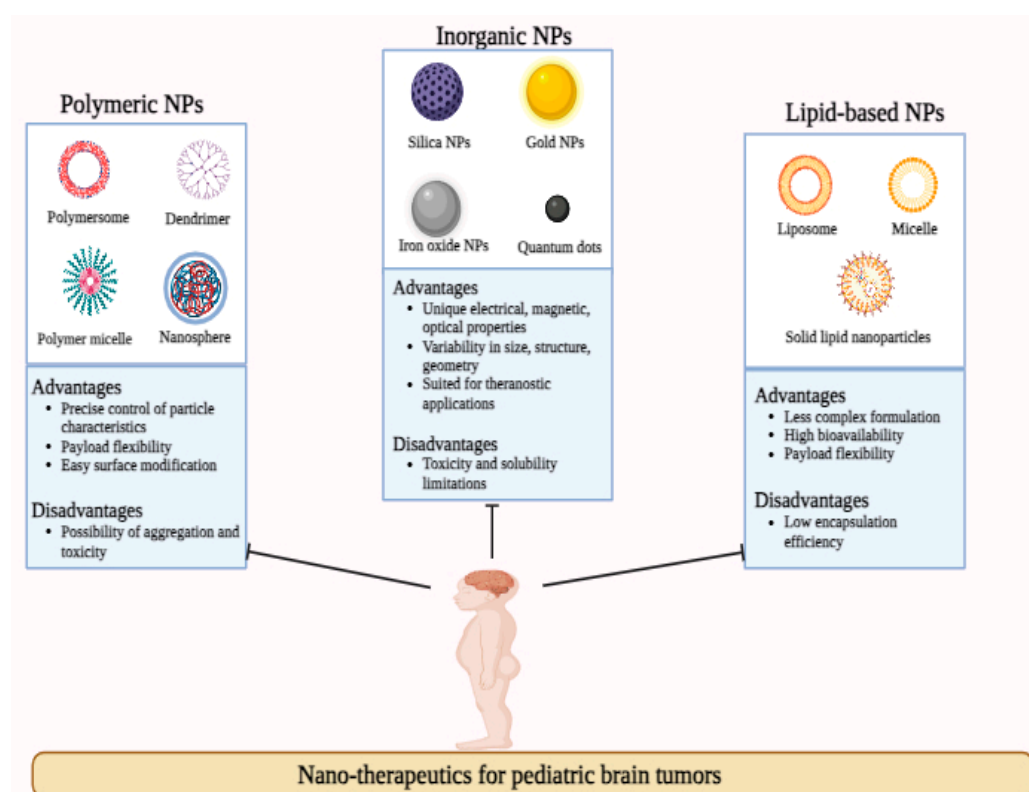 Inorganic NPs
Silica NPs
Gold NPs
Iron oxide NPs
Quantum dots
Advantages
• Unique electrical, magnetic,
optical properties
• Variability in size, structure,
geometry
• Suited for theranostic
applications
Disadvantages
• Toxicity and solubility
limitations
Polymeric NPs
Polymersome
Dendrimer
Polymer micelle
Nanosphere
Advantages
• Precise control of particle
characteristics
• Payload flexibility
• Easy surface modification
Disadvantages
• Possibility of aggregation and
toxicity
Lipid-based NPs
Liposome
Micelle
Solid lipid nanoparticles
Advantages
• Less complex formulation
• High bioavailability
• Payload flexibility
Disadvantages
• Low encapsulation
efficiency
Nano-therapeutics for pediatric brain tumors